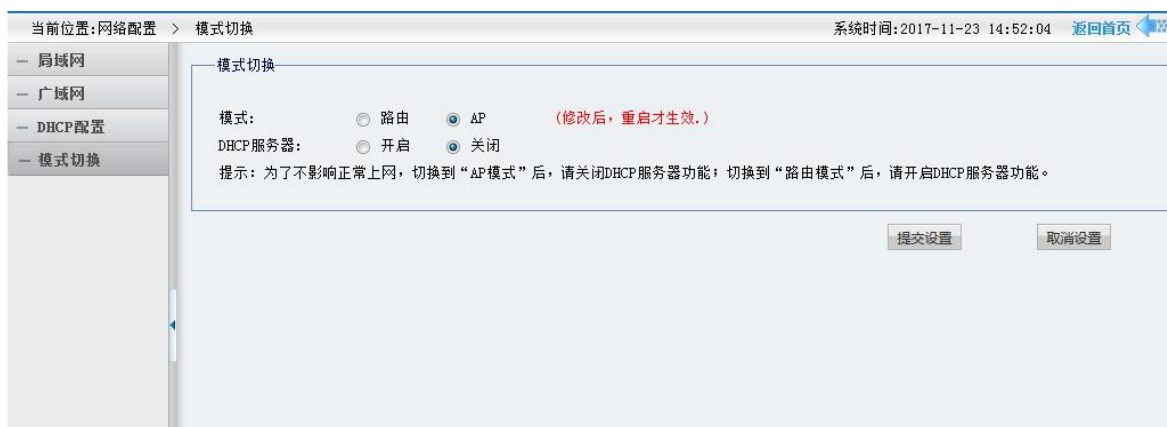 当前位置:网络配置 > 模式切换 系统时间:2017-11-23 14:52:04 返回首页
— 局域网
— 广域网
— DHCP配置
— 模式切换
模式切换
模式: 路由 AP (修改后，重启才生效.)
DHCP服务器: 开启 关闭
提示：为了不影响正常上网，切换到“AP模式”后，请关闭DHCP服务器功能；切换到“路由模式”后，请开启DHCP服务器功能。
提交设置 取消设置